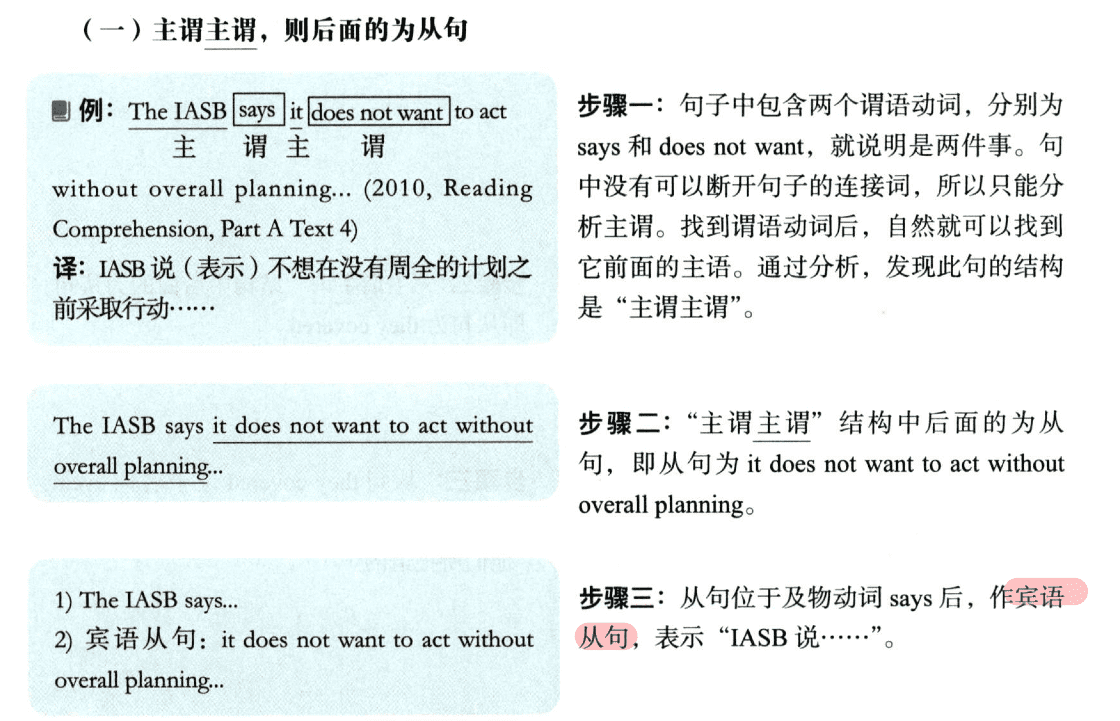 （一）主谓主谓，则后面的为从句
例：The IASB says it does not want to act
主 谓 主 谓
without overall planning... (2010, Reading
Comprehension, Part A Text 4)
译：IASB 说（表示）不想在没有周全的计划之
前采取行动……
步骤一：句子中包含两个谓语动词，分别为
says 和 does not want，就说明是两件事。句
中没有可以断开句子的连接词，所以只能分
析主谓。找到谓语动词后，自然就可以找到
它前面的主语。通过分析，发现此句的结构
是“主谓主谓”。
The IASB says it does not want to act without
overall planning...
步骤二：“主谓主谓”结构中后面的为从
句，即从句为 it does not want to act without
overall planning。
1) The IASB says...
2) 宾语从句：it does not want to act without
overall planning...
步骤三：从句位于及物动词 says 后，作宾语
从句，表示“IASB 说……”。